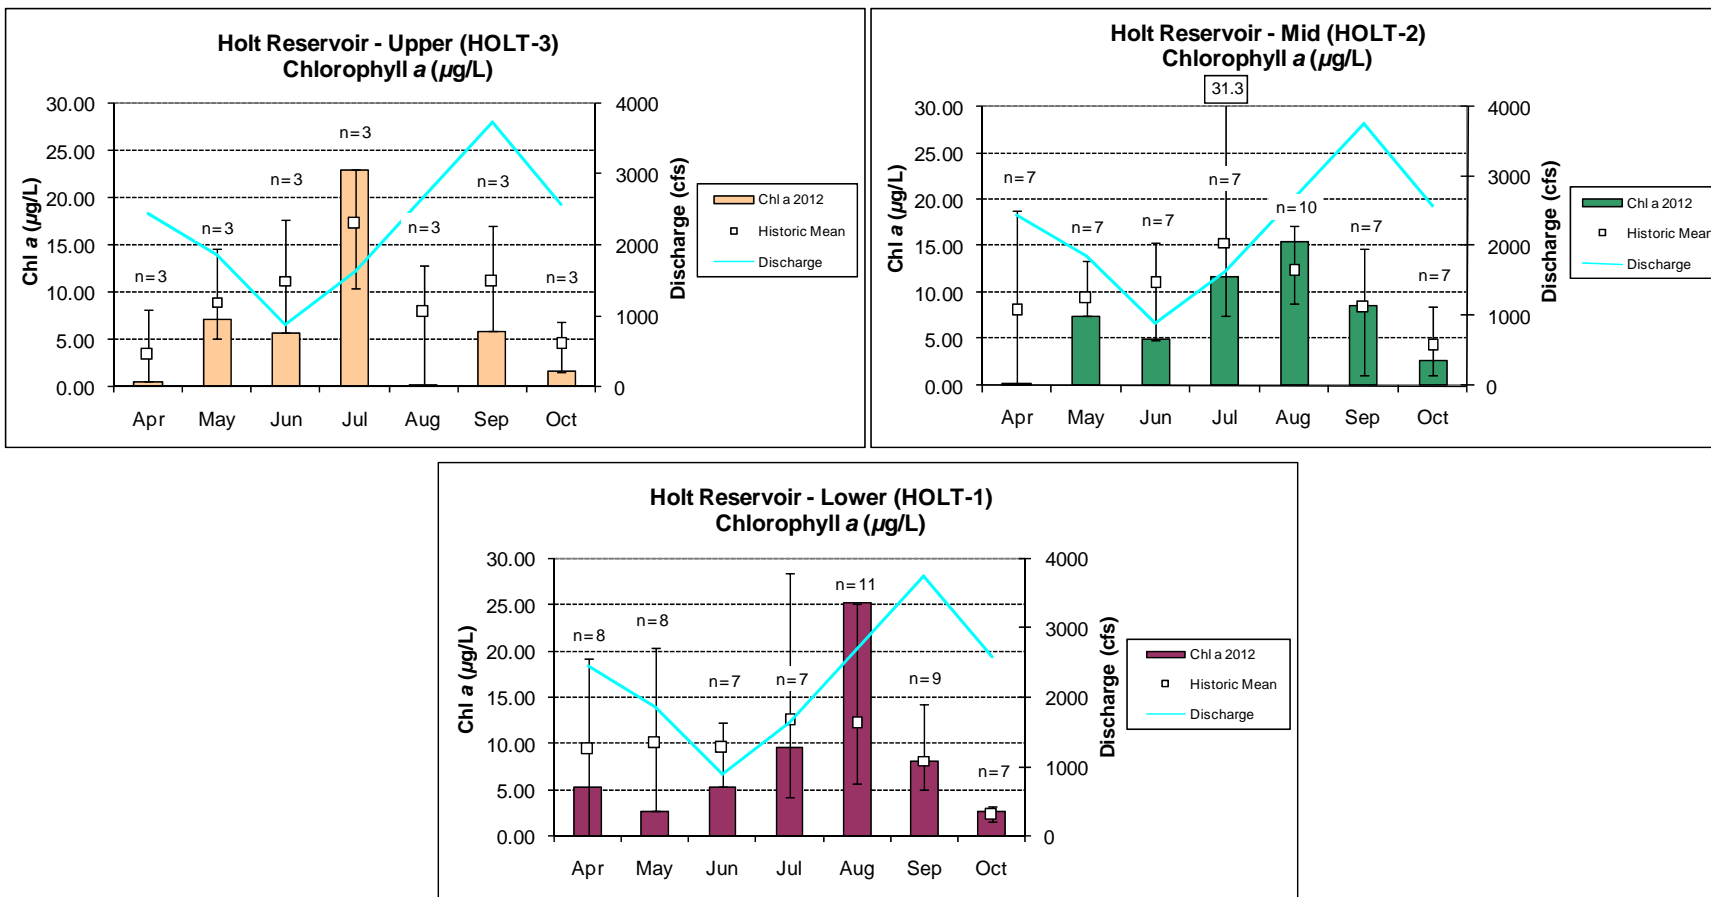 Holt Reservoir - Upper (HOLT-3)
Chlorophyll a (µg/L)
30.00
25.00
20.00
15.00
10.00
5.00
0.00
Chl a (µg/L)
4000
3000
2000
1000
0
Discharge (cfs)
n=3
n=3
n=3
n=3
n=3
n=3
n=3
Apr May Jun Jul Aug Sep Oct
Chl a 2012
Historic Mean
Discharge
Holt Reservoir - Mid (HOLT-2)
Chlorophyll a (µg/L)
31.3
30.00
25.00
20.00
15.00
10.00
5.00
0.00
Chl a (µg/L)
4000
3000
2000
1000
0
Discharge (cfs)
n=7
n=7
n=7
n=7
n=10
n=7
n=7
Apr May Jun Jul Aug Sep Oct
Chl a 2012
Historic Mean
Discharge
Holt Reservoir - Lower (HOLT-1)
Chlorophyll a (µg/L)
30.00
25.00
20.00
15.00
10.00
5.00
0.00
Chl a (µg/L)
4000
3000
2000
1000
0
Discharge (cfs)
n=8
n=8
n=7
n=7
n=11
n=9
n=7
Apr May Jun Jul Aug Sep Oct
Chl a 2012
Historic Mean
Discharge